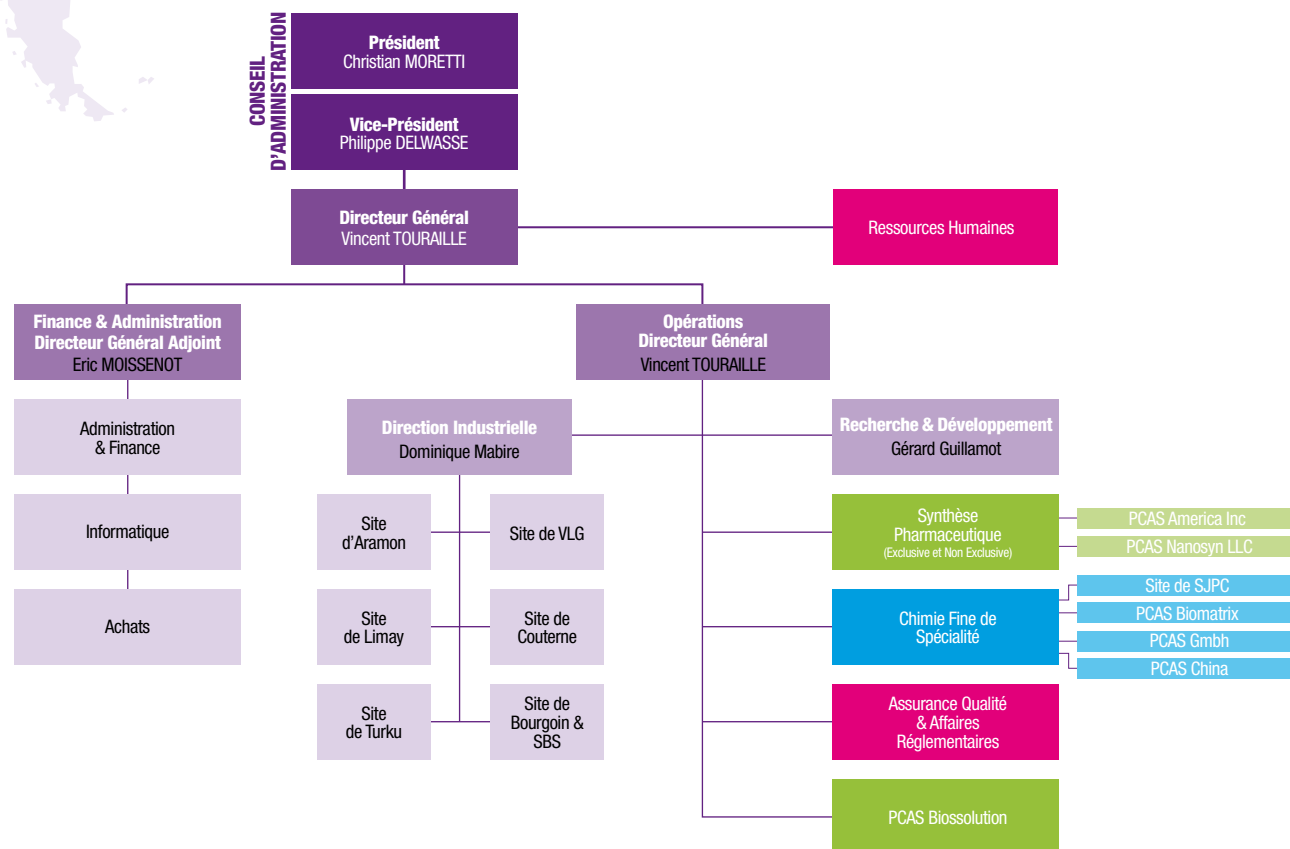 CONSEIL
D'ADMINISTRATION
Président
Christian MORETTI
Vice-Président
Philippe DELWASSE
Directeur Général
Vincent TOURAILLE
Ressources Humaines
Finance & Administration
Directeur Général Adjoint
Eric MOISSENOT
Opérations
Directeur Général
Vincent TOURAILLE
Administration
& Finance
Informatique
Achats
Direction Industrielle
Dominique Mabire
Site
d'Aramon
Site de VLG
Site
de Limay
Site de
Couterne
Site
de Turku
Site de
Bourgoin &
SBS
Recherche & Développement
Gérard Guillamot
Synthèse
Pharmaceutique
(Exclusive et Non Exclusive)
PCAS America Inc
PCAS Nanosyn LLC
Chimie Fine de
Spécialité
Site de SJPC
PCAS Biomatrix
PCAS Gmbh
PCAS China
Assurance Qualité
& Affaires
Réglementaires
PCAS Biossolution